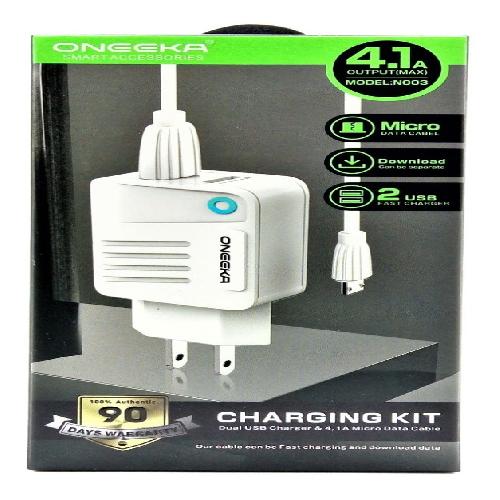 ONEEKA
SMART ACCESSORIES
4.1A
OUTPUT(MAX)
MODEL:N003
Micro
DATA CABEL
Download
Can be separate
2 USB
FAST CHARGER
ONEEKA
100% Authentic
90
DAYS WARRANTY
CHARGING KIT
Dual USB Charger & 4,1A Micro Data Cable
Our cable can be Fast charging and download data